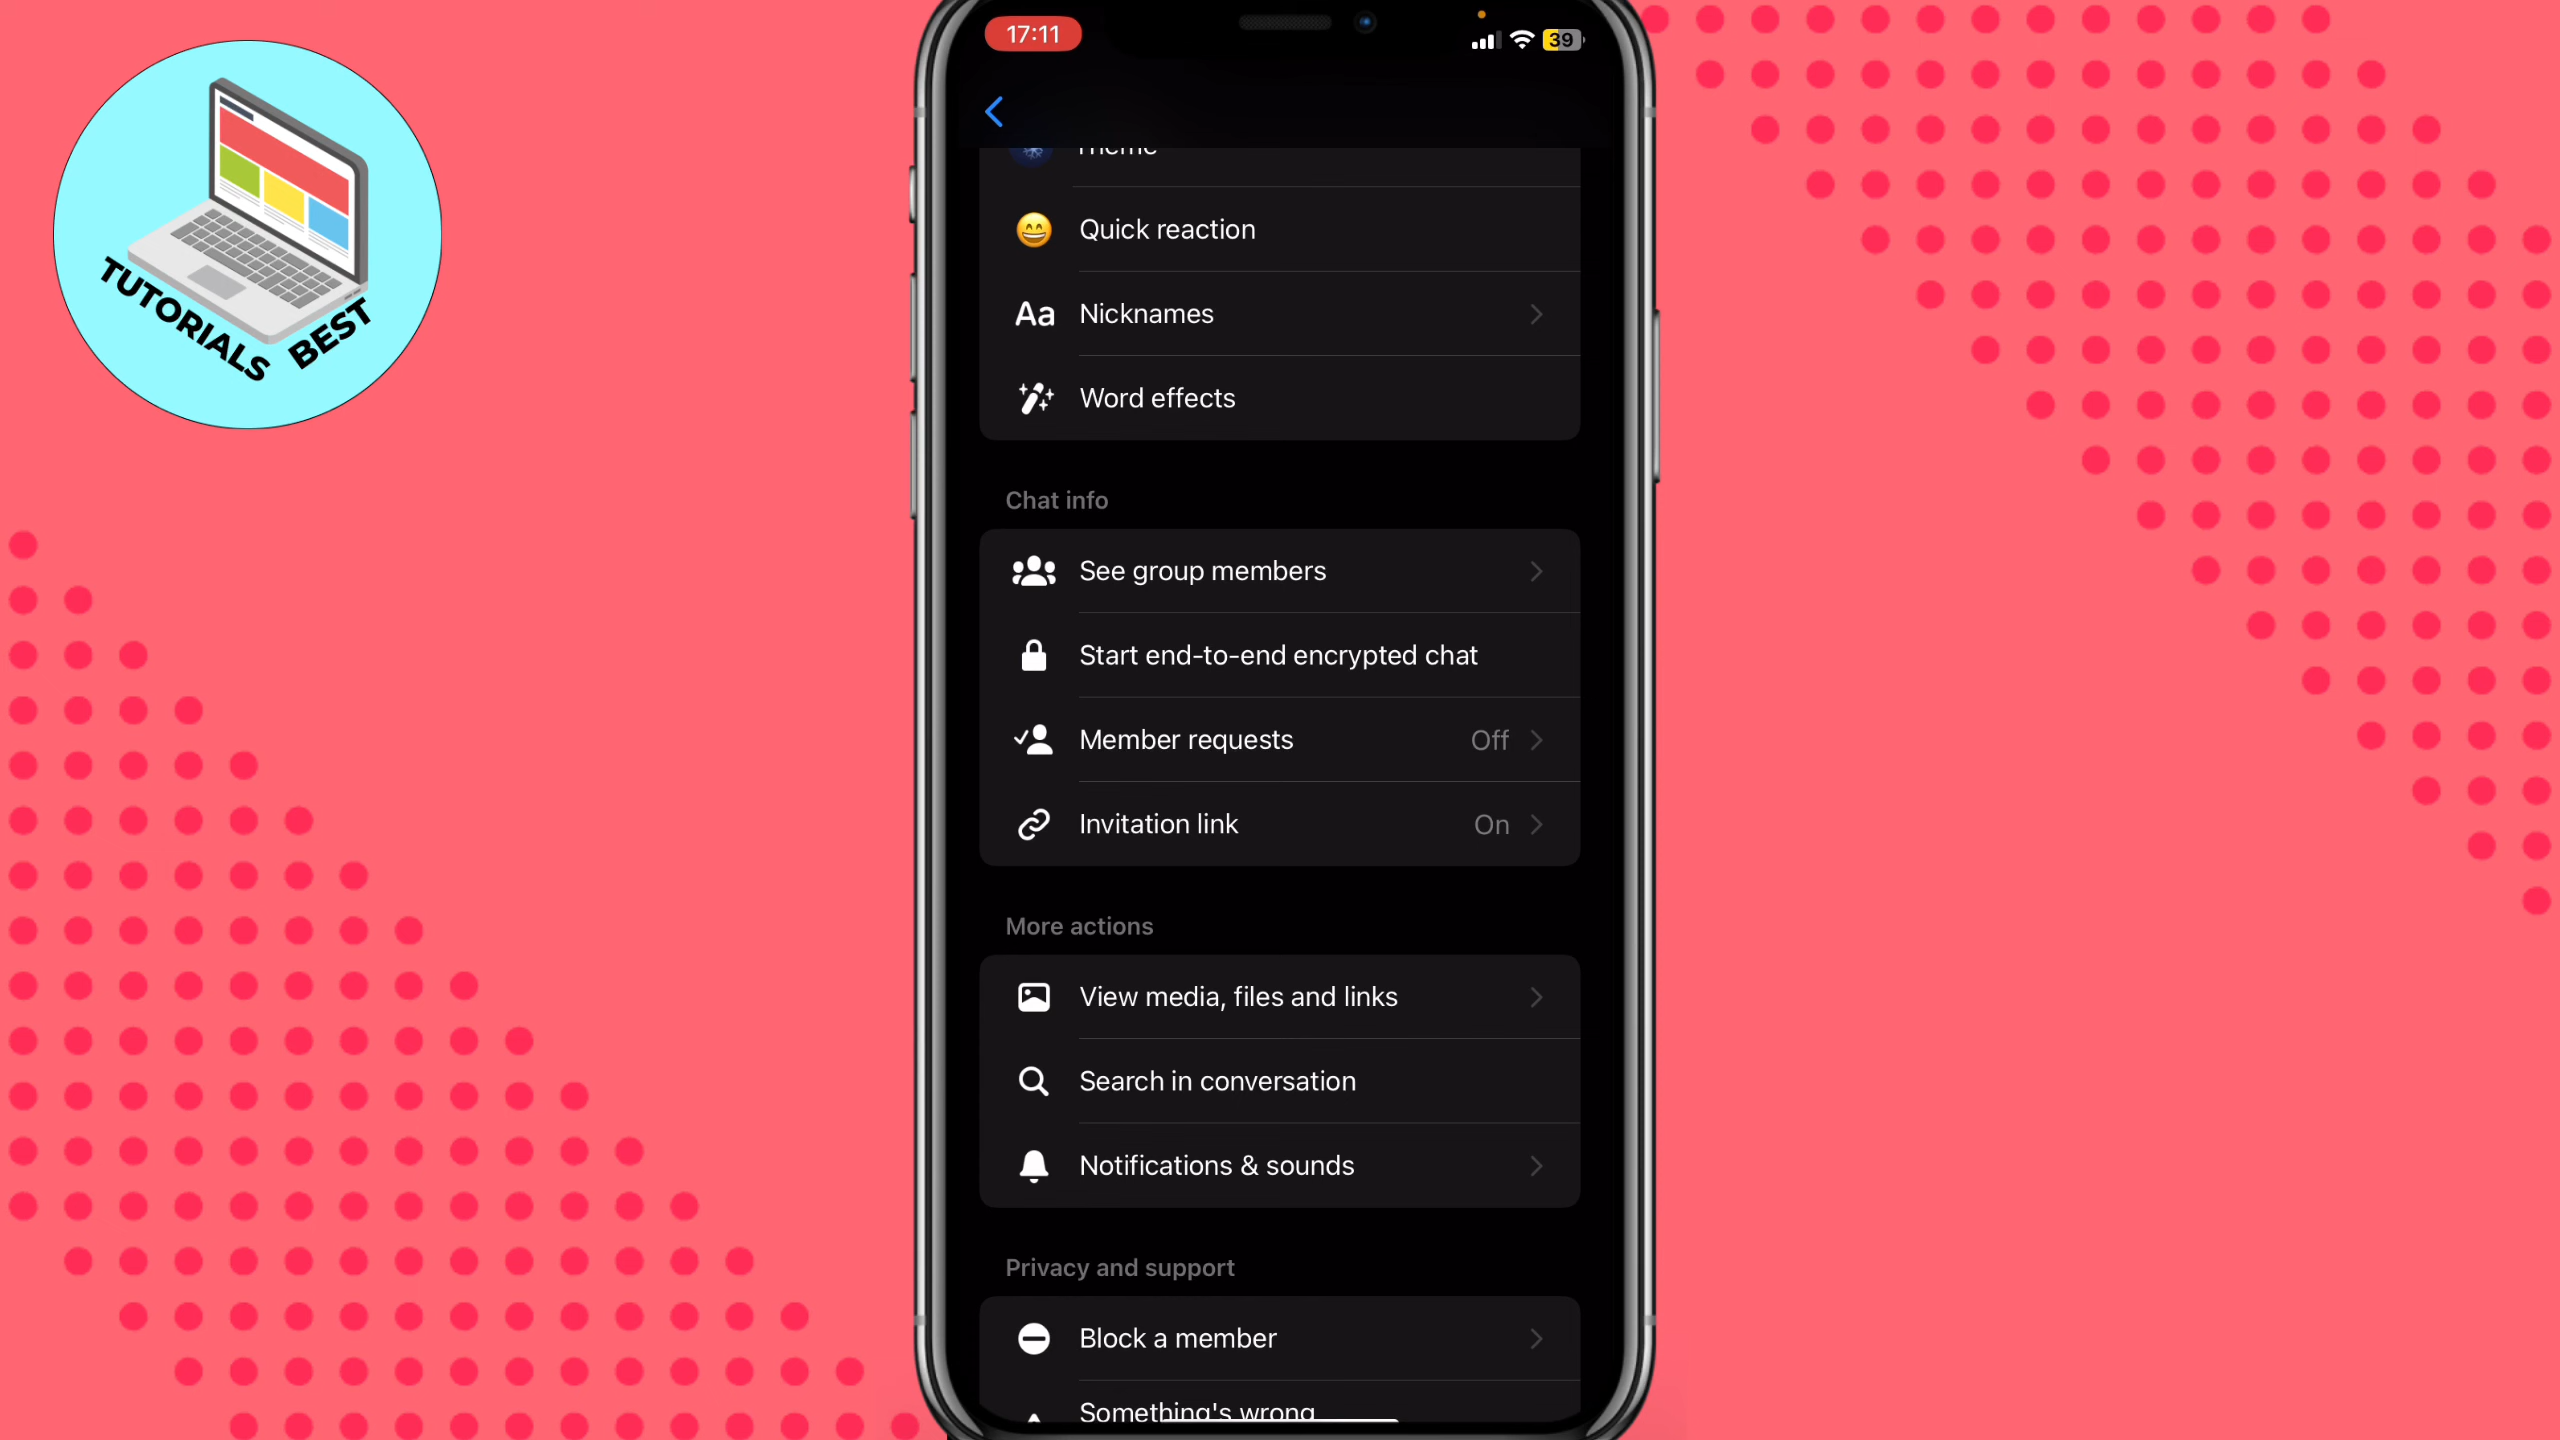 TUTORIALS BEST
17:11
39
Theme
Quick reaction
Aa Nicknames
Word effects
Chat info
See group members
Start end-to-end encrypted chat
Member requests Off
Invitation link On
More actions
View media, files and links
Search in conversation
Notifications & sounds
Privacy and support
Block a member
Something's wrong